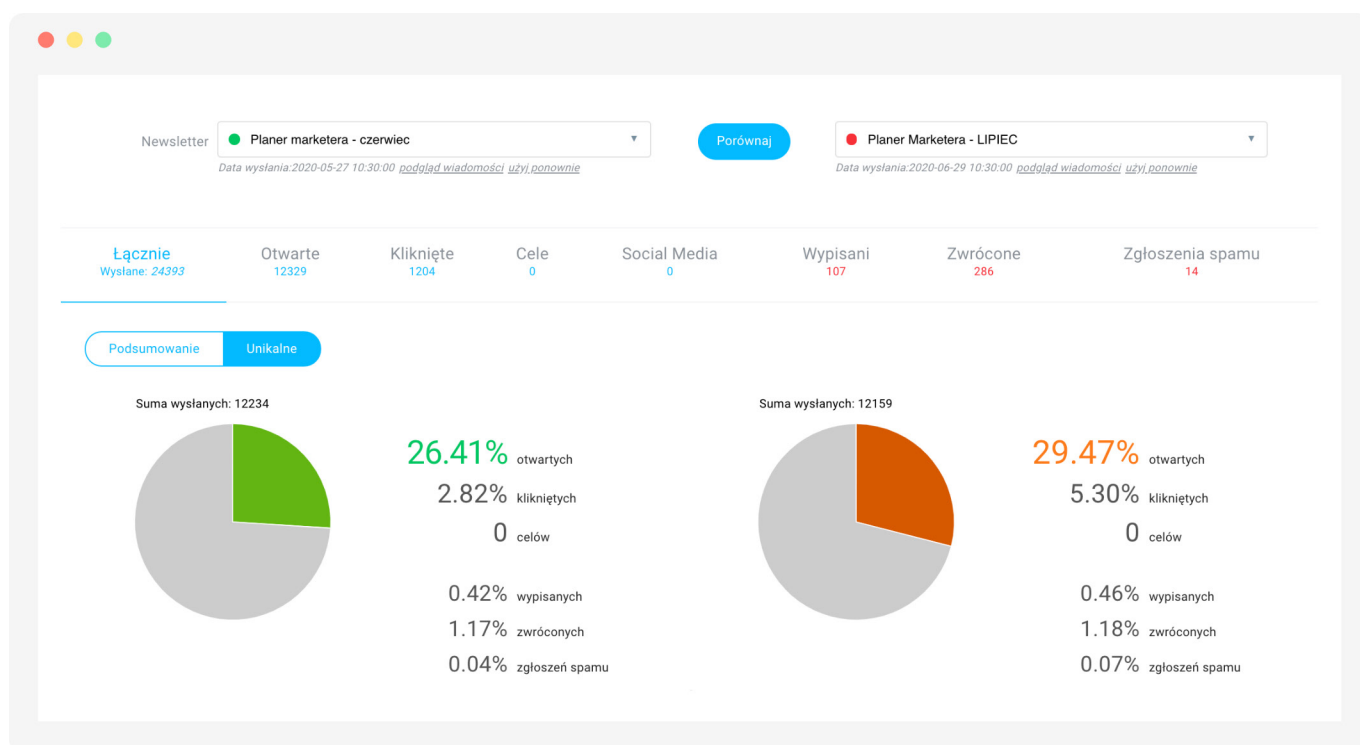 Newsletter
Planer marketera - czerwiec
Porównaj
Planer Marketera - LIPIEC
Data wysłania:2020-05-27 10:30:00 podgląd wiadomości użyj ponownie
Data wysłania:2020-06-29 10:30:00 podgląd wiadomości użyj ponownie
Łącznie
Wysłane: 24393
Otwarte
12329
Kliknięte
1204
Cele
0
Social Media
0
Wypisani
107
Zwrócone
286
Zgłoszenia spamu
14
Podsumowanie
Unikalne
Suma wysłanych: 12234
26.41% otwartych
2.82% klikniętych
0 celów
0.42% wypisanych
1.17% zwróconych
0.04% zgłoszeń spamu
Suma wysłanych: 12159
29.47% otwartych
5.30% klikniętych
0 celów
0.46% wypisanych
1.18% zwróconych
0.07% zgłoszeń spamu